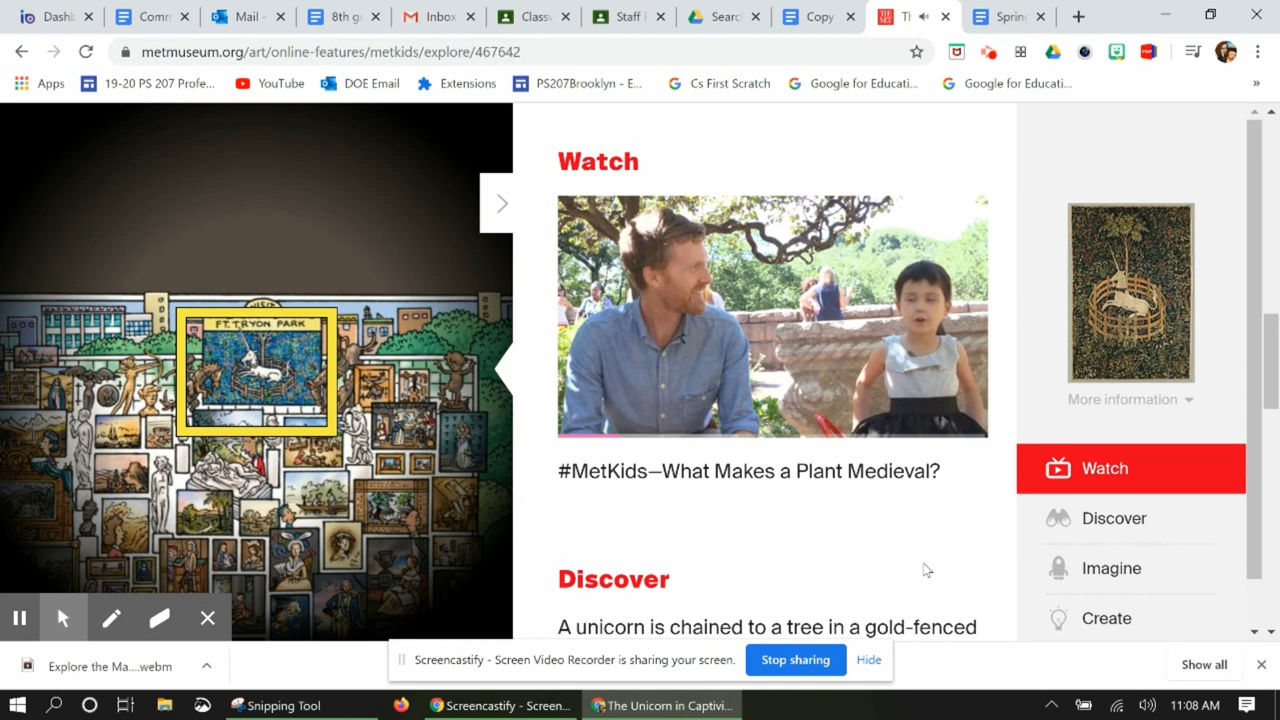 Dashb
Comm
Mail -
8th gr
Inbox
Class
Staff I
Searc
Copy
Th
Spring
metmuseum.org/art/online-features/metkids/explore/467642
Apps
19-20 PS 207 Profe...
YouTube
DOE Email
Extensions
PS207Brooklyn - E...
Cs First Scratch
Google for Educati...
Google for Educati...
»
FT. TRYON PARK
Watch
#MetKids—What Makes a Plant Medieval?
Discover
A unicorn is chained to a tree in a gold-fenced
More information
Watch
Discover
Imagine
Create
Explore the Ma....webm
Screencastify - Screen Video Recorder is sharing your screen.
Stop sharing
Hide
Show all
Snipping Tool
Screencastify - Screen...
The Unicorn in Captivi...
11:08 AM